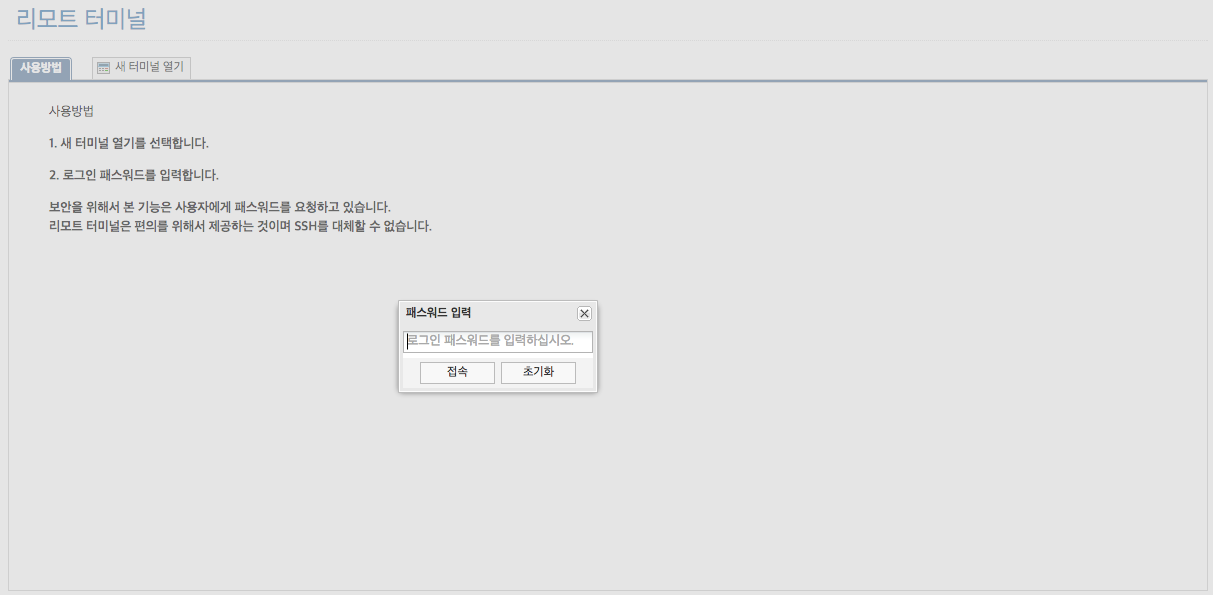 리모트 터미널
사용방법
새 터미널 열기
사용방법
1. 새 터미널 열기를 선택합니다.
2. 로그인 패스워드를 입력합니다.
보안을 위해서 본 기능은 사용자에게 패스워드를 요청하고 있습니다.
리모트 터미널은 편의를 위해서 제공하는 것이며 SSH를 대체할 수 없습니다.
패스워드 입력
로그인 패스워드를 입력하십시오.
접속
초기화